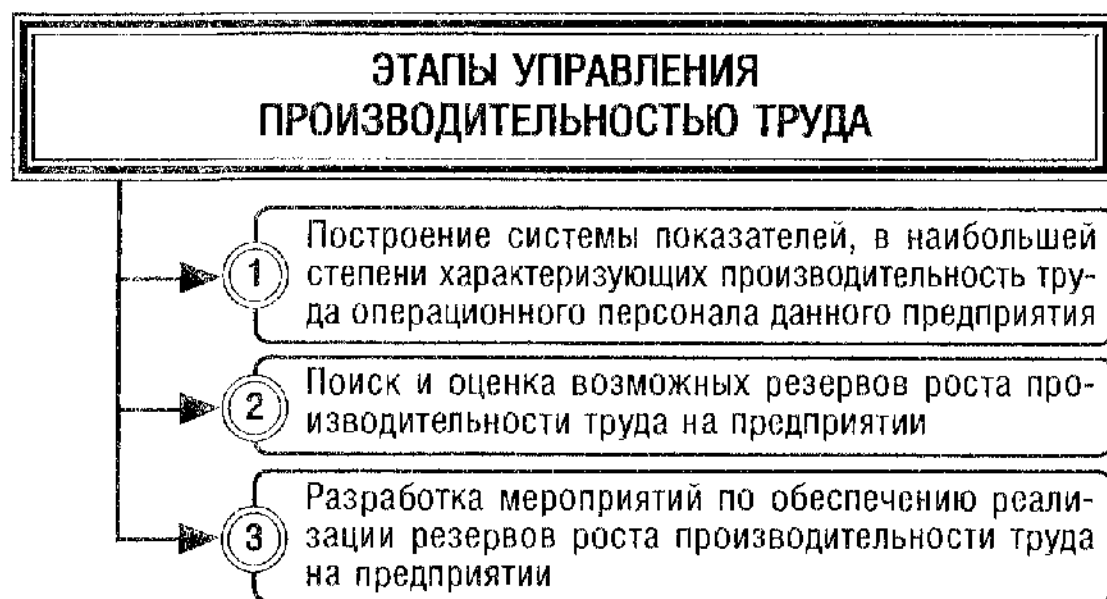 ЭТАПЫ УПРАВЛЕНИЯ
ПРОИЗВОДИТЕЛЬНОСТЬЮ ТРУДА
1
Построение системы показателей, в наибольшей
степени характеризующих производительность тру-
да операционного персонала данного предприятия
2
Поиск и оценка возможных резервов роста про-
изводительности труда на предприятии
3
Разработка мероприятий по обеспечению реали-
зации резервов роста производительности труда
на предприятии